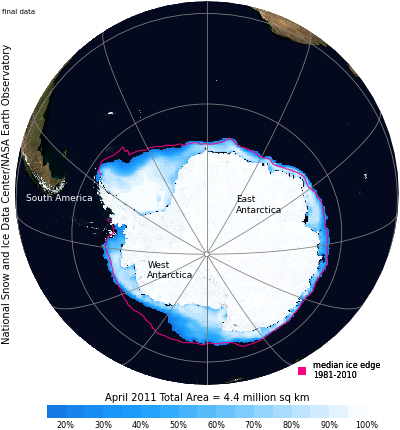 final data
National Snow and Ice Data Center/NASA Earth Observatory
South America
East
Antarctica
West
Antarctica
median ice edge
1981-2010
April 2011 Total Area = 4.4 million sq km
20% 30% 40% 50% 60% 70% 80% 90% 100%